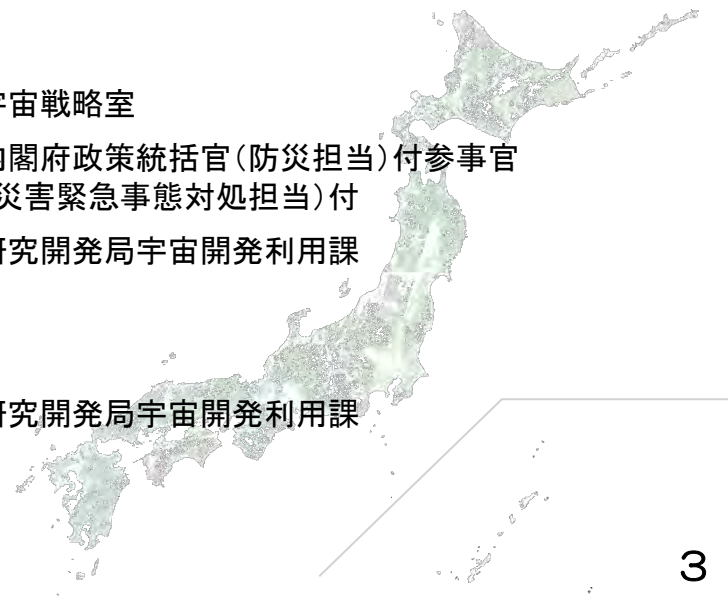 宇宙戦略室
内閣府政策統括官（防災担当）付参事官
災害緊急事態対処担当）付
研究開発局宇宙開発利用課
研究開発局宇宙開発利用課
3